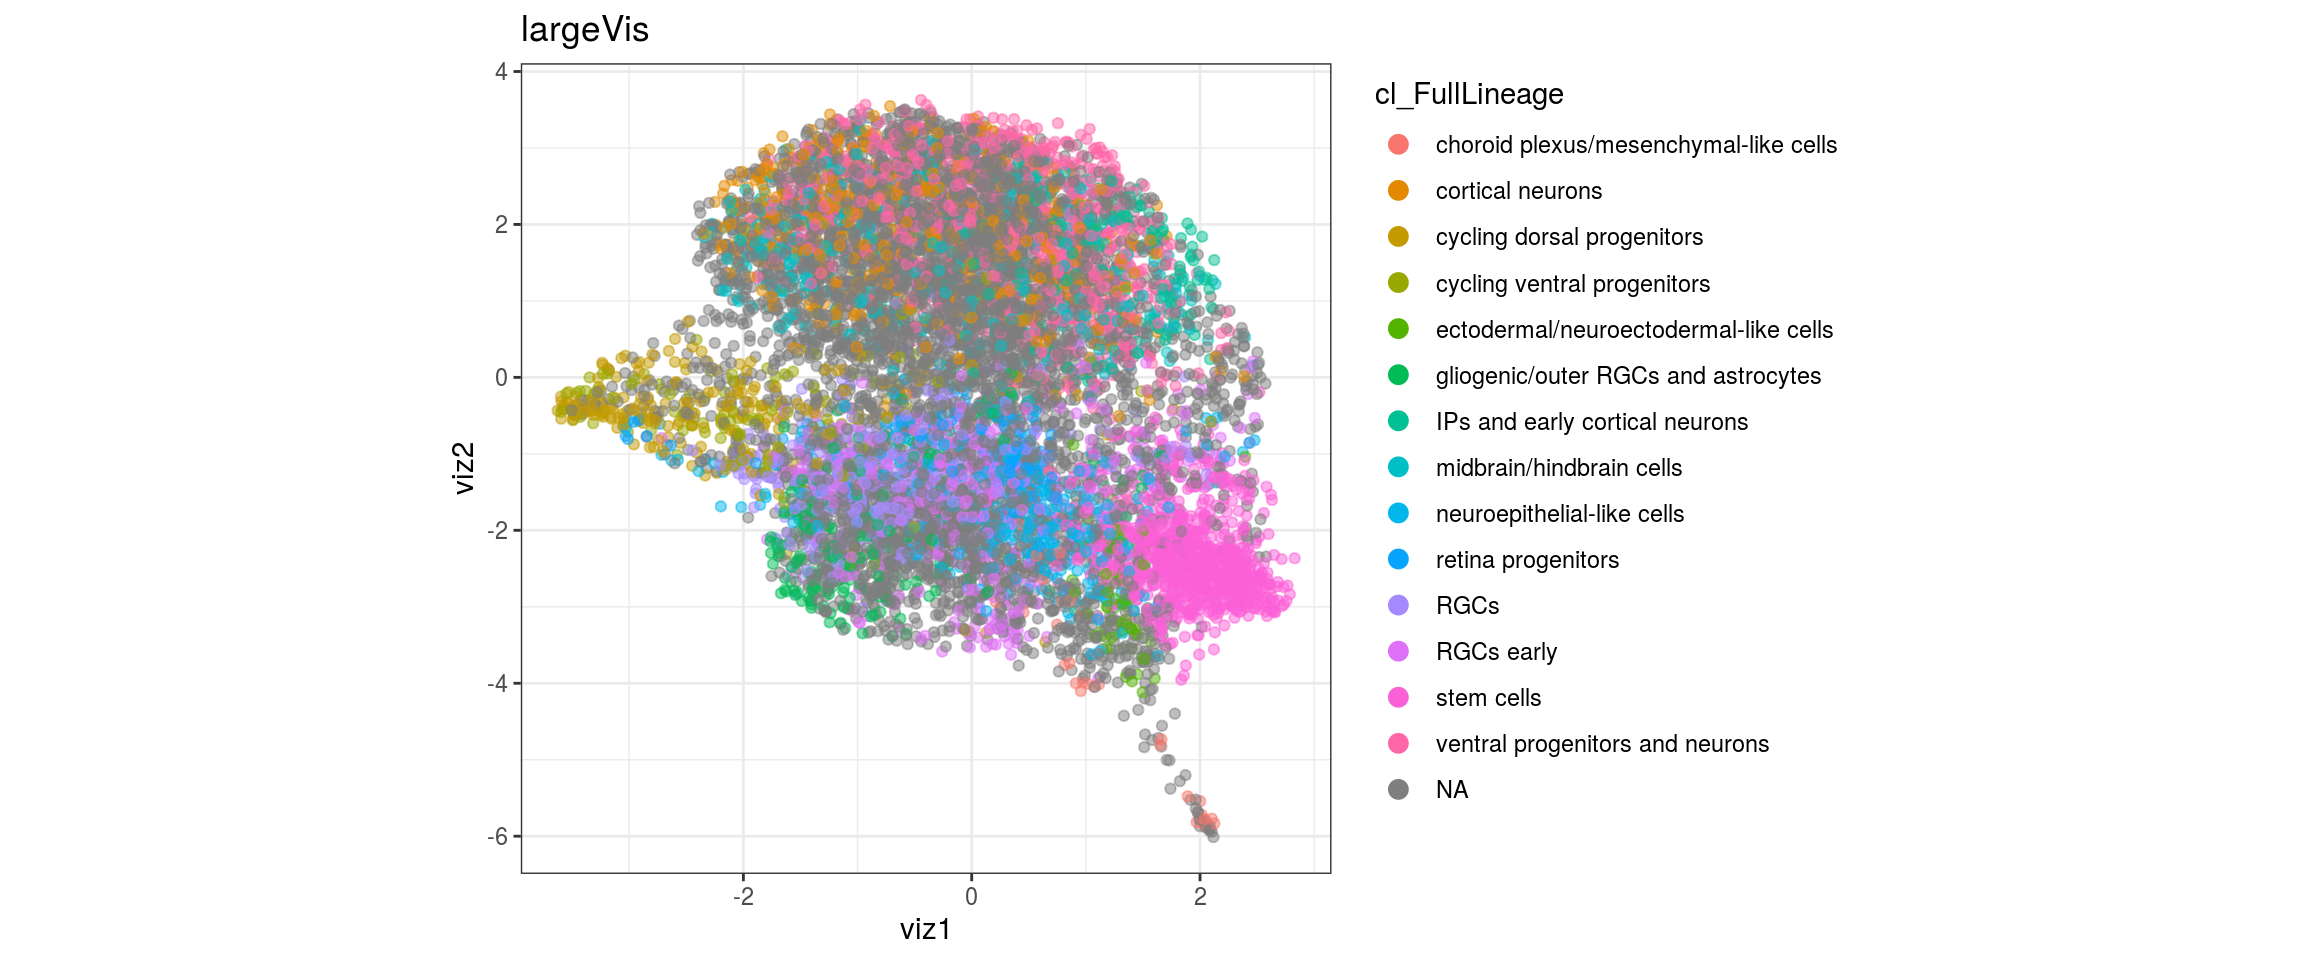 largeVis
4
2
0
-2
-4
-6
viz2
-2
0
2
viz1
cl_FullLineage
choroid plexus/mesenchymal-like cells
cortical neurons
cycling dorsal progenitors
cycling ventral progenitors
ectodermal/neuroectodermal-like cells
gliogenic/outer RGCs and astrocytes
IPs and early cortical neurons
midbrain/hindbrain cells
neuroepithelial-like cells
retina progenitors
RGCs
RGCs early
stem cells
ventral progenitors and neurons
NA